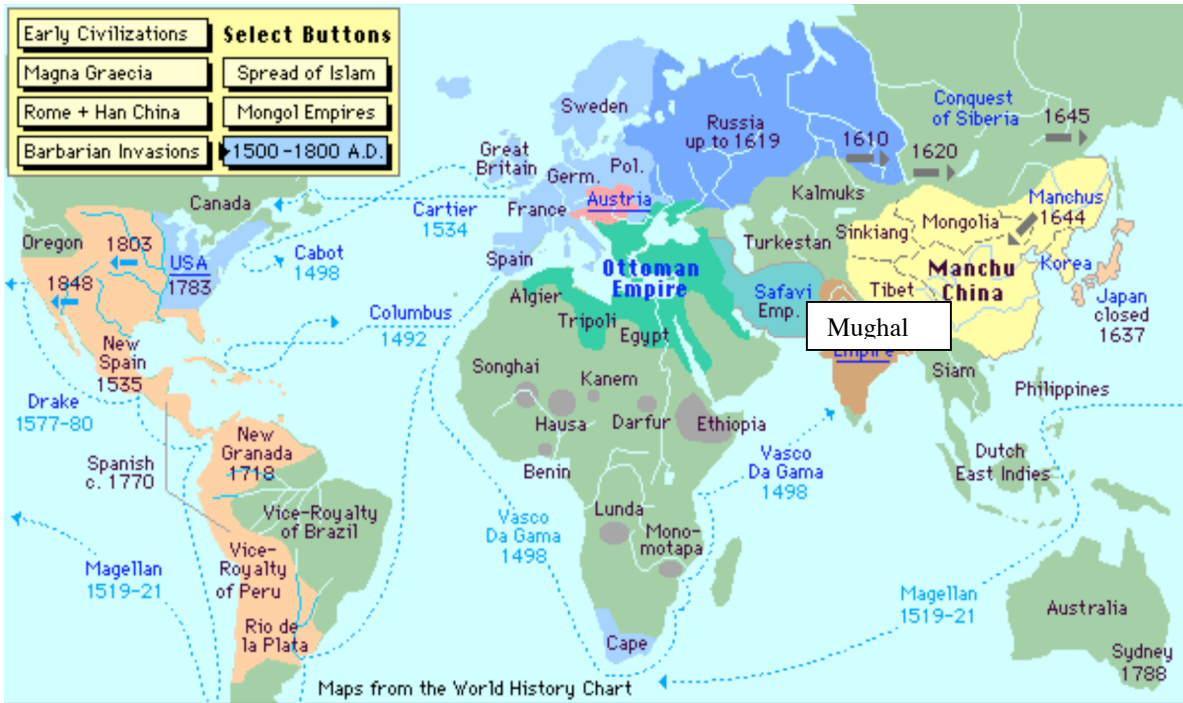 Early Civilizations
Select Buttons
Magna Graecia
Spread of Islam
Rome + Han China
Mongol Empires
Barbarian Invasions
1500-1800 A.D.
Sweden
Russia
up to 1619
Conquest
of Siberia
1610
1620
1645
Great
Britain
Germ.
Pol.
Austria
France
Spain
Kalmuks
Turkestan
Sinkiang
Mongolia
Manchus
1644
Manchu
China
Tibet
Korea
Japan
closed
1637
Canada
Oregon
1803
1848
USA
1783
New
Spain
1535
Cartier
1534
Cabot
1498
Columbus
1492
Ottoman
Empire
Algier
Tripoli
Egypt
Safavi
Emp.
Mughal
Empire
Siam
Philippines
Dutch
East Indies
Songhai
Kanem
Hausa
Darfur
Ethiopia
Benin
Lunda
Mono-
motapa
Cape
Vasco
Da Gama
1498
Vasco
Da Gama
1498
Drake
1577-80
Spanish
c. 1770
New
Granada
1718
Vice-Royalty
of Brazil
Vice-
Royalty
of Peru
Rio de
la Plata
Magellan
1519-21
Magellan
1519-21
Australia
Sydney
1788
Maps from the World History Chart